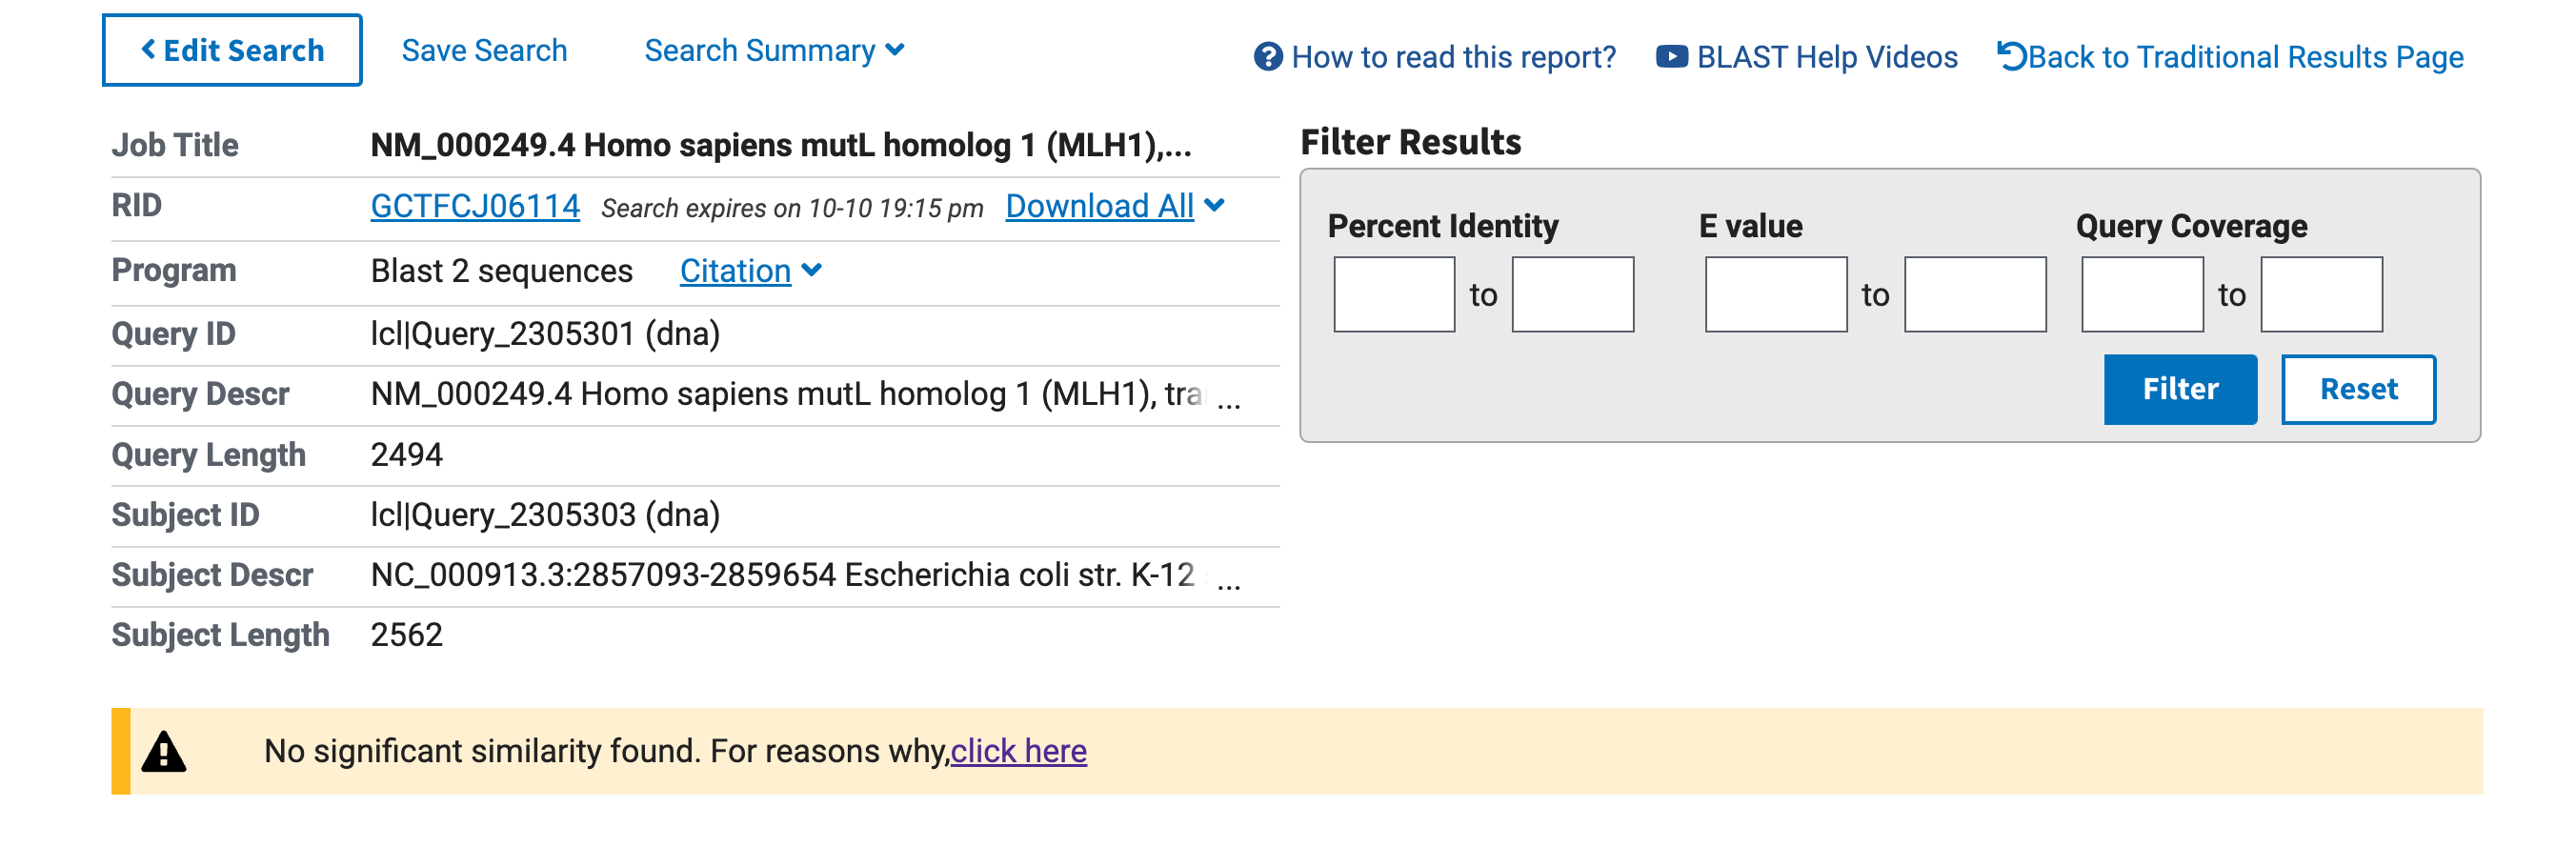 Edit Search Save Search Search Summary How to read this report? BLAST Help Videos Back to Traditional Results Page
Job Title NM_000249.4 Homo sapiens mutL homolog 1 (MLH1),...
RID GCTFCJ06114 Search expires on 10-10 19:15 pm Download All
Program Blast 2 sequences Citation
Query ID lcl|Query_2305301 (dna)
Query Descr NM_000249.4 Homo sapiens mutL homolog 1 (MLH1), tra ...
Query Length 2494
Subject ID lcl|Query_2305303 (dna)
Subject Descr NC_000913.3:2857093-2859654 Escherichia coli str. K-12 ...
Subject Length 2562
Filter Results
Percent Identity E value Query Coverage
to to to
Filter Reset
No significant similarity found. For reasons why,click here